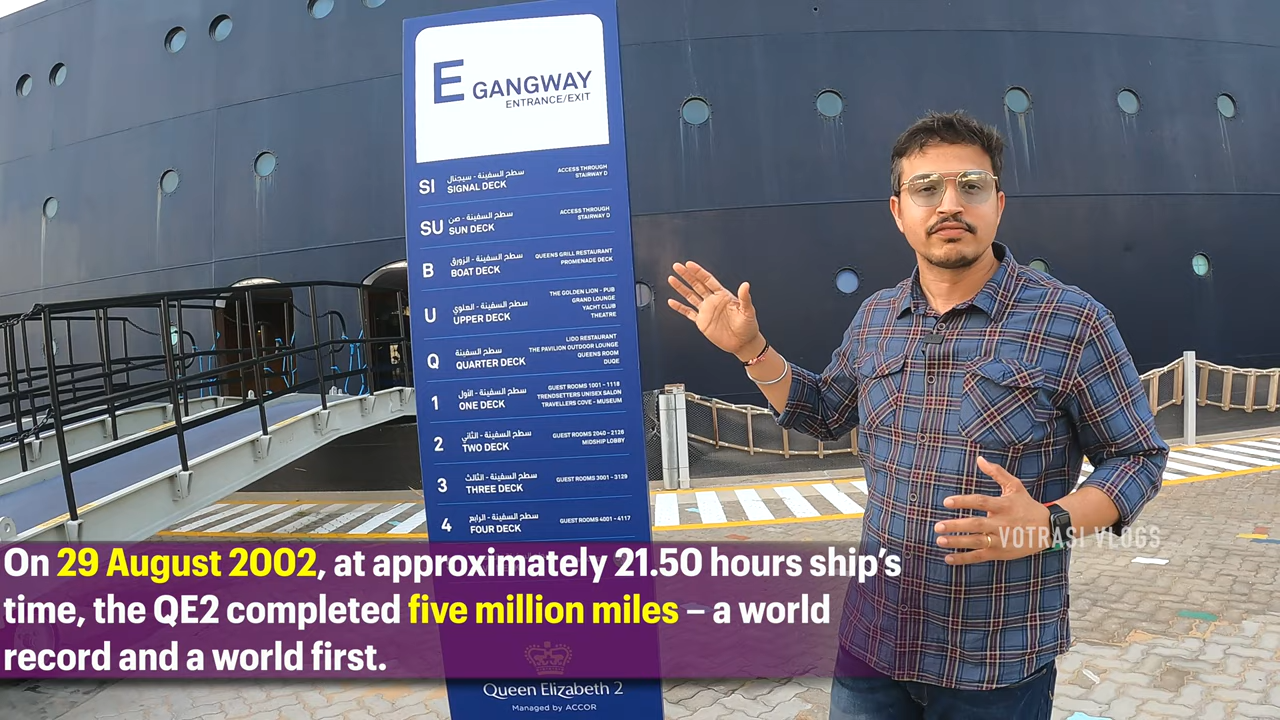 E GANGWAY
ENTRANCE/EXIT
SI
سطح السفينة - سيجنال
SIGNAL DECK
ACCESS THROUGH
STAIRWAY D
SU
سطح السفينة - صن
SUN DECK
ACCESS THROUGH
STAIRWAY D
B
سطح السفينة - الزورق
BOAT DECK
QUEENS GRILL RESTAURANT
PROMENADE DECK
U
سطح السفينة - العلوي
UPPER DECK
THE GOLDEN LION - PUB
GRAND LOUNGE
YACHT CLUB
THEATRE
Q
سطح السفينة
QUARTER DECK
LIDO RESTAURANT
THE PAVILION OUTDOOR LOUNGE
QUEENS ROOM
DUQE
1
سطح السفينة - الأول
ONE DECK
GUEST ROOMS 1001 - 1118
TRENDSETTERS UNISEX SALON
TRAVELLERS COVE - MUSEUM
2
سطح السفينة - الثاني
TWO DECK
GUEST ROOMS 2040 - 2126
MIDSHIP LOBBY
3
سطح السفينة - الثالث
THREE DECK
GUEST ROOMS 3001 - 3129
4
سطح السفينة - الرابع
FOUR DECK
GUEST ROOMS 4001 - 4117
VOTRASI VLOGS
On 29 August 2002, at approximately 21.50 hours ship's
time, the QE2 completed five million miles – a world
record and a world first.
Queen Elizabeth 2
Managed by ACCOR